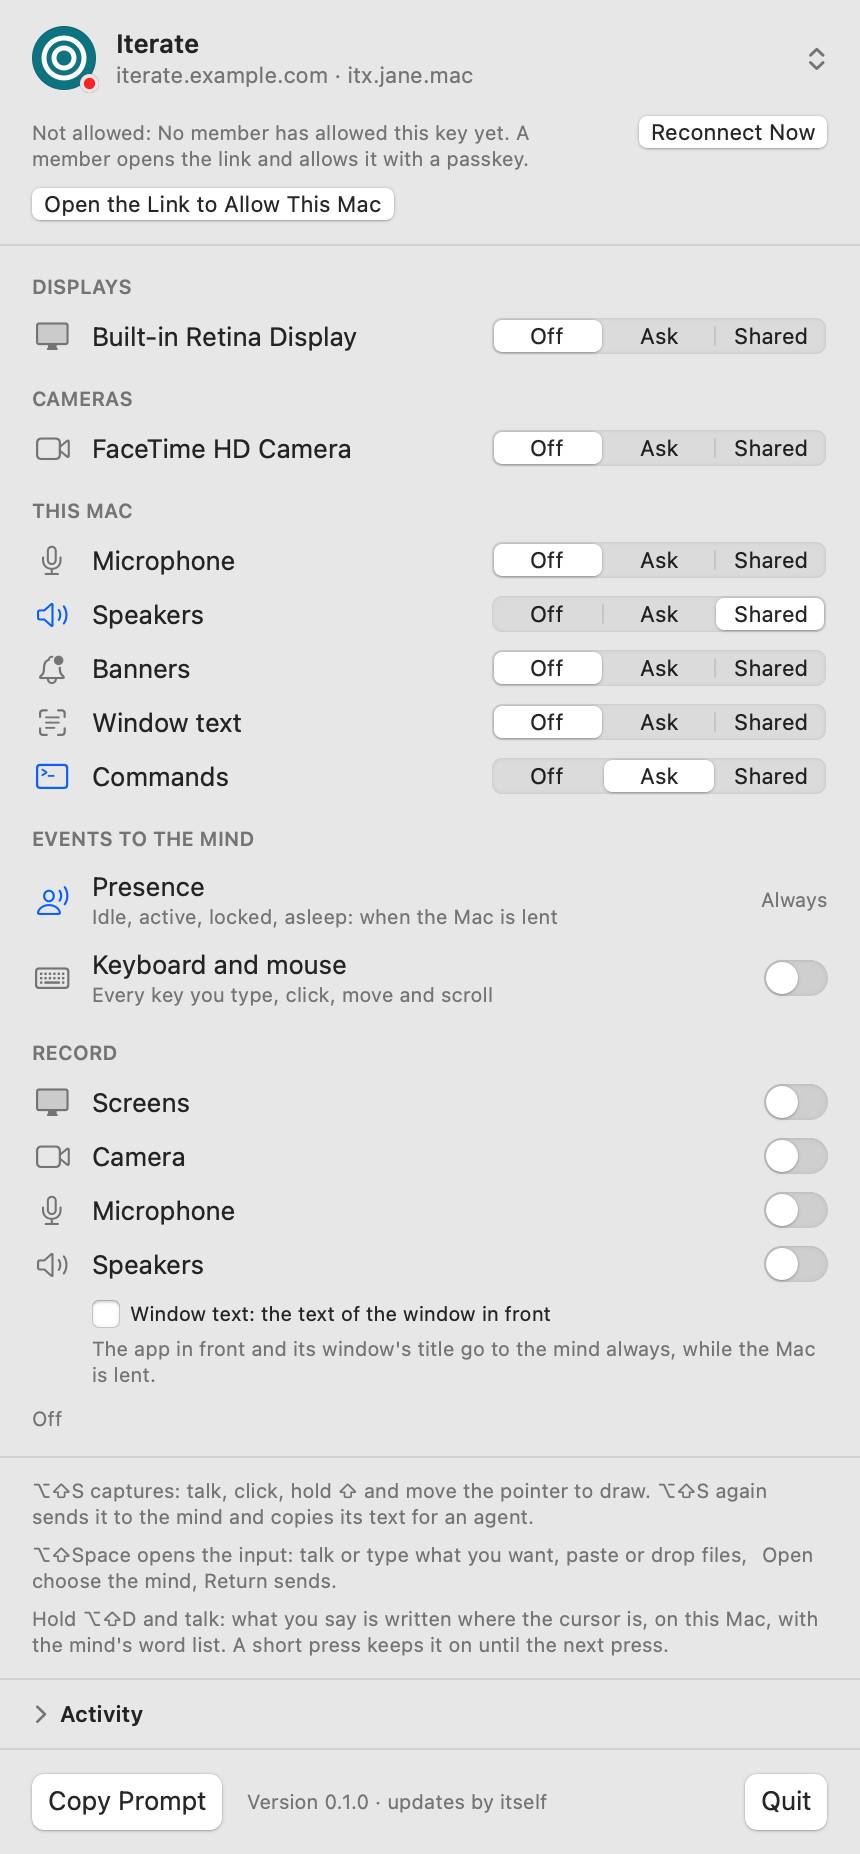 Iterate
iterate.example.com · itx.jane.mac
Not allowed: No member has allowed this key yet. A
member opens the link and allows it with a passkey.
Reconnect Now
Open the Link to Allow This Mac
DISPLAYS
Built-in Retina Display Off Ask Shared
CAMERAS
FaceTime HD Camera Off Ask Shared
THIS MAC
Microphone Off Ask Shared
Speakers Off Ask Shared
Banners Off Ask Shared
Window text Off Ask Shared
Commands Off Ask Shared
EVENTS TO THE MIND
Presence
Idle, active, locked, asleep: when the Mac is lent
Always
Keyboard and mouse
Every key you type, click, move and scroll
RECORD
Screens
Camera
Microphone
Speakers
Window text: the text of the window in front
The app in front and its window's title go to the mind always, while the Mac
is lent.
Off
⌥⇧S captures: talk, click, hold ⇧ and move the pointer to draw. ⌥⇧S again
sends it to the mind and copies its text for an agent.
⌥⇧Space opens the input: talk or type what you want, paste or drop files,
choose the mind, Return sends.
Open
Hold ⌥⇧D and talk: what you say is written where the cursor is, on this Mac, with
the mind's word list. A short press keeps it on until the next press.
Activity
Copy Prompt Version 0.1.0 · updates by itself Quit